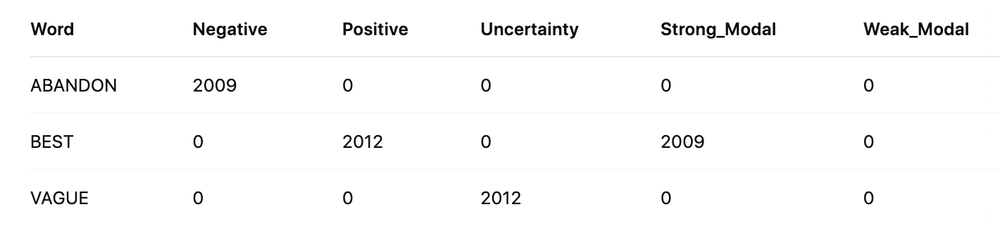 Word Negative Positive Uncertainty Strong_Modal Weak_Modal
ABANDON 2009 0 0 0 0
BEST 0 2012 0 2009 0
VAGUE 0 0 2012 0 0